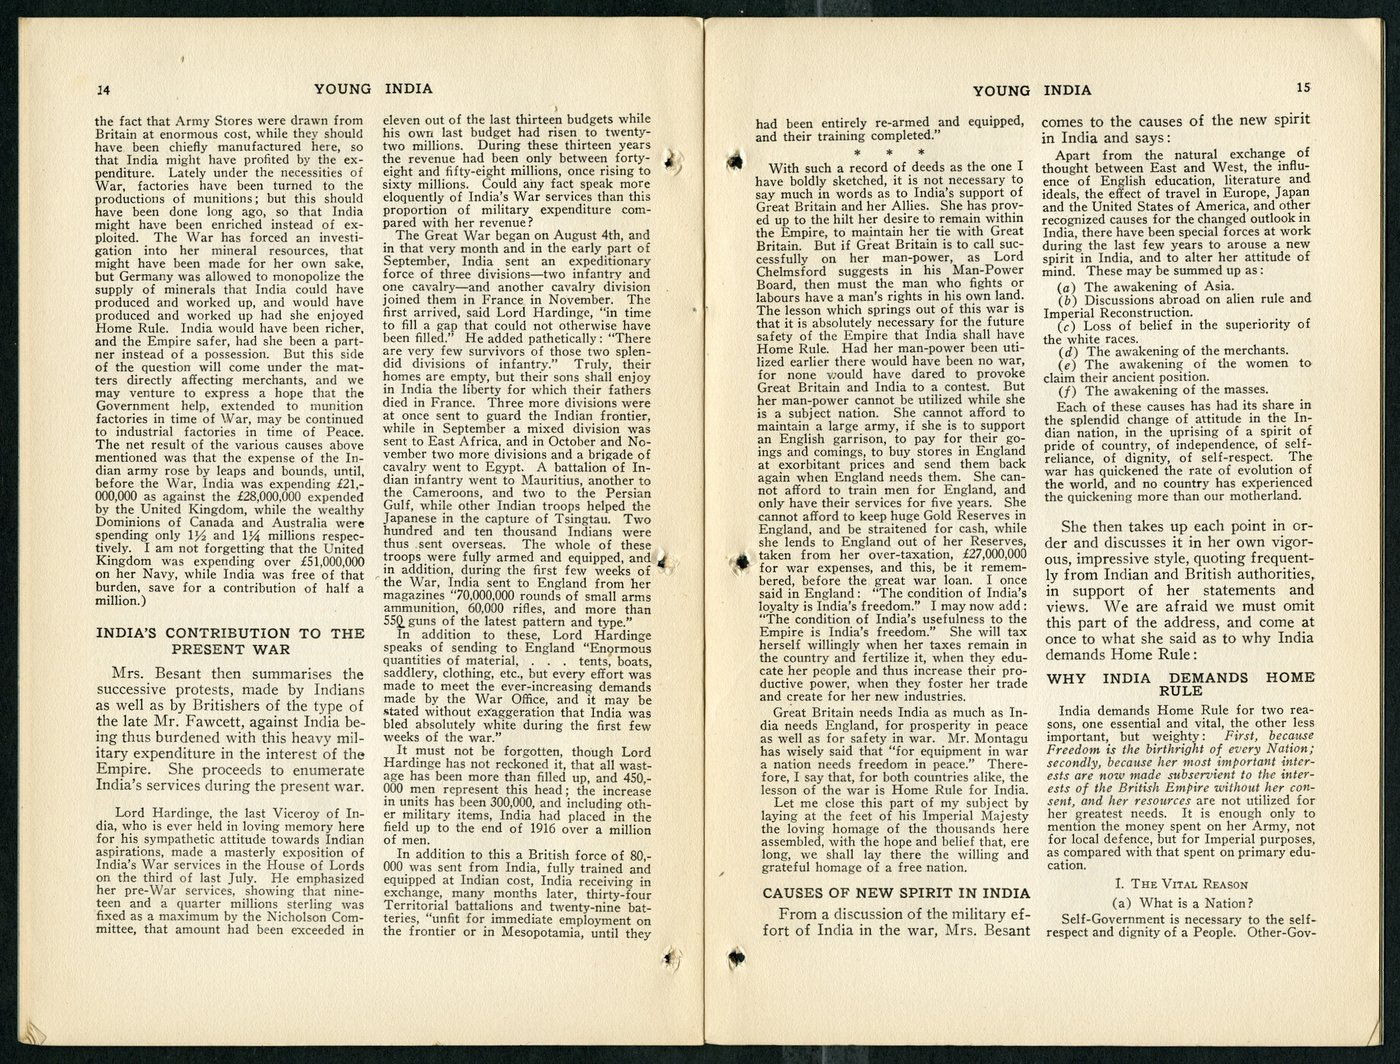 14
YOUNG INDIA
the fact that Army Stores were drawn from
Britain at enormous cost, while they should
have been chiefly manufactured here, so
that India might have profited by the ex-
penditure. Lately under the necessities of
War, factories have been turned to the
productions of munitions; but this should
have been done long ago, so that India
might have been enriched instead of ex-
ploited. The War has forced an investi-
gation into her mineral resources, that
might have been made for her own sake,
but Germany was allowed to monopolize the
supply of minerals that India could have
produced and worked up, and would have
produced and worked up had she enjoyed
Home Rule. India would have been richer,
and the Empire safer, had she been a part-
ner instead of a possession. But this side
of the question will come under the mat-
ters directly affecting merchants, and we
may venture to express a hope that the
Government help, extended to munition
factories in time of War, may be continued
to industrial factories in time of Peace.
The net result of the various causes above
mentioned was that the expense of the In-
dian army rose by leaps and bounds, until,
before the War, India was expending £21,-
000,000 as against the £28,000,000 expended
by the United Kingdom, while the wealthy
Dominions of Canada and Australia were
spending only 1½ and 1¼ millions respec-
tively. I am not forgetting that the United
Kingdom was expending over £51,000,000
on her Navy, while India was free of that
burden, save for a contribution of half a
million.)
INDIA'S CONTRIBUTION TO THE
PRESENT WAR
Mrs. Besant then summarises the
successive protests, made by Indians
as well as by Britishers of the type of
the late Mr. Fawcett, against India be-
ing thus burdened with this heavy mil-
itary expenditure in the interest of the
Empire. She proceeds to enumerate
India's services during the present war.
Lord Hardinge, the last Viceroy of In-
dia, who is ever held in loving memory here
for his sympathetic attitude towards Indian
aspirations, made a masterly exposition of
India's War services in the House of Lords
on the third of last July. He emphasized
her pre-War services, showing that nine-
teen and a quarter millions sterling was
fixed as a maximum by the Nicholson Com-
mittee, that amount had been exceeded in
eleven out of the last thirteen budgets while
his own last budget had risen to twenty-
two millions. During these thirteen years
the revenue had been only between forty-
eight and fifty-eight millions, once rising to
sixty millions. Could any fact speak more
eloquently of India's War services than this
proportion of military expenditure com-
pared with her revenue?
The Great War began on August 4th, and
in that very month and in the early part of
September, India sent an expeditionary
force of three divisions—two infantry and
one cavalry—and another cavalry division
joined them in France in November. The
first arrived, said Lord Hardinge, "in time
to fill a gap that could not otherwise have
been filled." He added pathetically: "There
are very few survivors of those two splen-
did divisions of infantry." Truly, their
homes are empty, but their sons shall enjoy
in India the liberty for which their fathers
died in France. Three more divisions were
at once sent to guard the Indian frontier,
while in September a mixed division was
sent to East Africa, and in October and No-
vember two more divisions and a brigade of
cavalry went to Egypt. A battalion of In-
dian infantry went to Mauritius, another to
the Cameroons, and two to the Persian
Gulf, while other Indian troops helped the
Japanese in the capture of Tsingtau. Two
hundred and ten thousand Indians were
thus sent overseas. The whole of these
troops were fully armed and equipped, and
in addition, during the first few weeks of
the War, India sent to England from her
magazines "70,000,000 rounds of small arms
ammunition, 60,000 rifles, and more than
550 guns of the latest pattern and type."
In addition to these, Lord Hardinge
speaks of sending to England "Enormous
quantities of material, . . . tents, boats,
saddlery, clothing, etc., but every effort was
made to meet the ever-increasing demands
made by the War Office, and it may be
stated without exaggeration that India was
bled absolutely white during the first few
weeks of the war."
It must not be forgotten, though Lord
Hardinge has not reckoned it, that all wast-
age has been more than filled up, and 450,-
000 men represent this head; the increase
in units has been 300,000, and including oth-
er military items, India had placed in the
field up to the end of 1916 over a million
of men.
In addition to this a British force of 80,-
000 was sent from India, fully trained and
equipped at Indian cost, India receiving in
exchange, many months later, thirty-four
Territorial battalions and twenty-nine bat-
teries, "unfit for immediate employment on
the frontier or in Mesopotamia, until they
YOUNG INDIA
15
had been entirely re-armed and equipped,
and their training completed."
* * *
With such a record of deeds as the one I
have boldly sketched, it is not necessary to
say much in words as to India's support of
Great Britain and her Allies. She has prov-
ed up to the hilt her desire to remain within
the Empire, to maintain her tie with Great
Britain. But if Great Britain is to call suc-
cessfully on her man-power, as Lord
Chelmsford suggests in his Man-Power
Board, then must the man who fights or
labours have a man's rights in his own land.
The lesson which springs out of this war is
that it is absolutely necessary for the future
safety of the Empire that India shall have
Home Rule. Had her man-power been uti-
lized earlier there would have been no war,
for none would have dared to provoke
Great Britain and India to a contest. But
her man-power cannot be utilized while she
is a subject nation. She cannot afford to
maintain a large army, if she is to support
an English garrison, to pay for their go-
ings and comings, to buy stores in England
at exorbitant prices and send them back
again when England needs them. She can-
not afford to train men for England, and
only have their services for five years. She
cannot afford to keep huge Gold Reserves in
England, and be straitened for cash, while
she lends to England out of her Reserves,
taken from her over-taxation, £27,000,000
for war expenses, and this, be it remem-
bered, before the great war loan. I once
said in England: "The condition of India's
loyalty is India's freedom." I may now add:
"The condition of India's usefulness to the
Empire is India's freedom." She will tax
herself willingly when her taxes remain in
the country and fertilize it, when they edu-
cate her people and thus increase their pro-
ductive power, when they foster her trade
and create for her new industries.
Great Britain needs India as much as In-
dia needs England, for prosperity in peace
as well as for safety in war. Mr. Montagu
has wisely said that "for equipment in war
a nation needs freedom in peace." There-
fore, I say that, for both countries alike, the
lesson of the war is Home Rule for India.
Let me close this part of my subject by
laying at the feet of his Imperial Majesty
the loving homage of the thousands here
assembled, with the hope and belief that, ere
long, we shall lay there the willing and
grateful homage of a free nation.
CAUSES OF NEW SPIRIT IN INDIA
From a discussion of the military ef-
fort of India in the war, Mrs. Besant
comes to the causes of the new spirit
in India and says:
Apart from the natural exchange of
thought between East and West, the influ-
ence of English education, literature and
ideals, the effect of travel in Europe, Japan
and the United States of America, and other
recognized causes for the changed outlook in
India, there have been special forces at work
during the last few years to arouse a new
spirit in India, and to alter her attitude of
mind. These may be summed up as:
(a) The awakening of Asia.
(b) Discussions abroad on alien rule and
Imperial Reconstruction.
(c) Loss of belief in the superiority of
the white races.
(d) The awakening of the merchants.
(e) The awakening of the women to
claim their ancient position.
(f) The awakening of the masses.
Each of these causes has had its share in
the splendid change of attitude in the In-
dian nation, in the uprising of a spirit of
pride of country, of independence, of self-
reliance, of dignity, of self-respect. The
war has quickened the rate of evolution of
the world, and no country has experienced
the quickening more than our motherland.
She then takes up each point in or-
der and discusses it in her own vigor-
ous, impressive style, quoting frequent-
ly from Indian and British authorities,
in support of her statements and
views. We are afraid we must omit
this part of the address, and come at
once to what she said as to why India
demands Home Rule:
WHY INDIA DEMANDS HOME
RULE
India demands Home Rule for two rea-
sons, one essential and vital, the other less
important, but weighty: First, because
Freedom is the birthright of every Nation;
secondly, because her most important inter-
ests are now made subservient to the inter-
ests of the British Empire without her con-
sent, and her resources are not utilized for
her greatest needs. It is enough only to
mention the money spent on her Army, not
for local defence, but for Imperial purposes,
as compared with that spent on primary edu-
cation.
I. THE VITAL REASON
(a) What is a Nation?
Self-Government is necessary to the self-
respect and dignity of a People. Other-Gov-